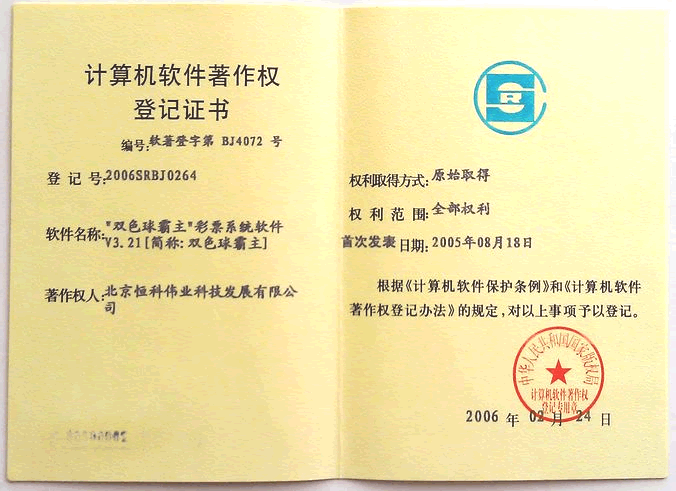 计算机软件著作权
登记证书
编号:软著登字第 BJ4072 号
登 记 号:2006SRBJ0264
软件名称:"双色球霸主"彩票系统软件
V3.21[简称:双色球霸主]
著作权人:北京恒科伟业科技发展有限公
司
SR
权利取得方式:原始取得
权 利 范 围:全部权利
首次发表日期:2005年08月18日
根据《计算机软件保护条例》和《计算机软件
著作权登记办法》的规定,对以上事项予以登记。
中华人民共和国国家版权局
计算机软件著作权
登记专用章
2006 年 02 月 24 日